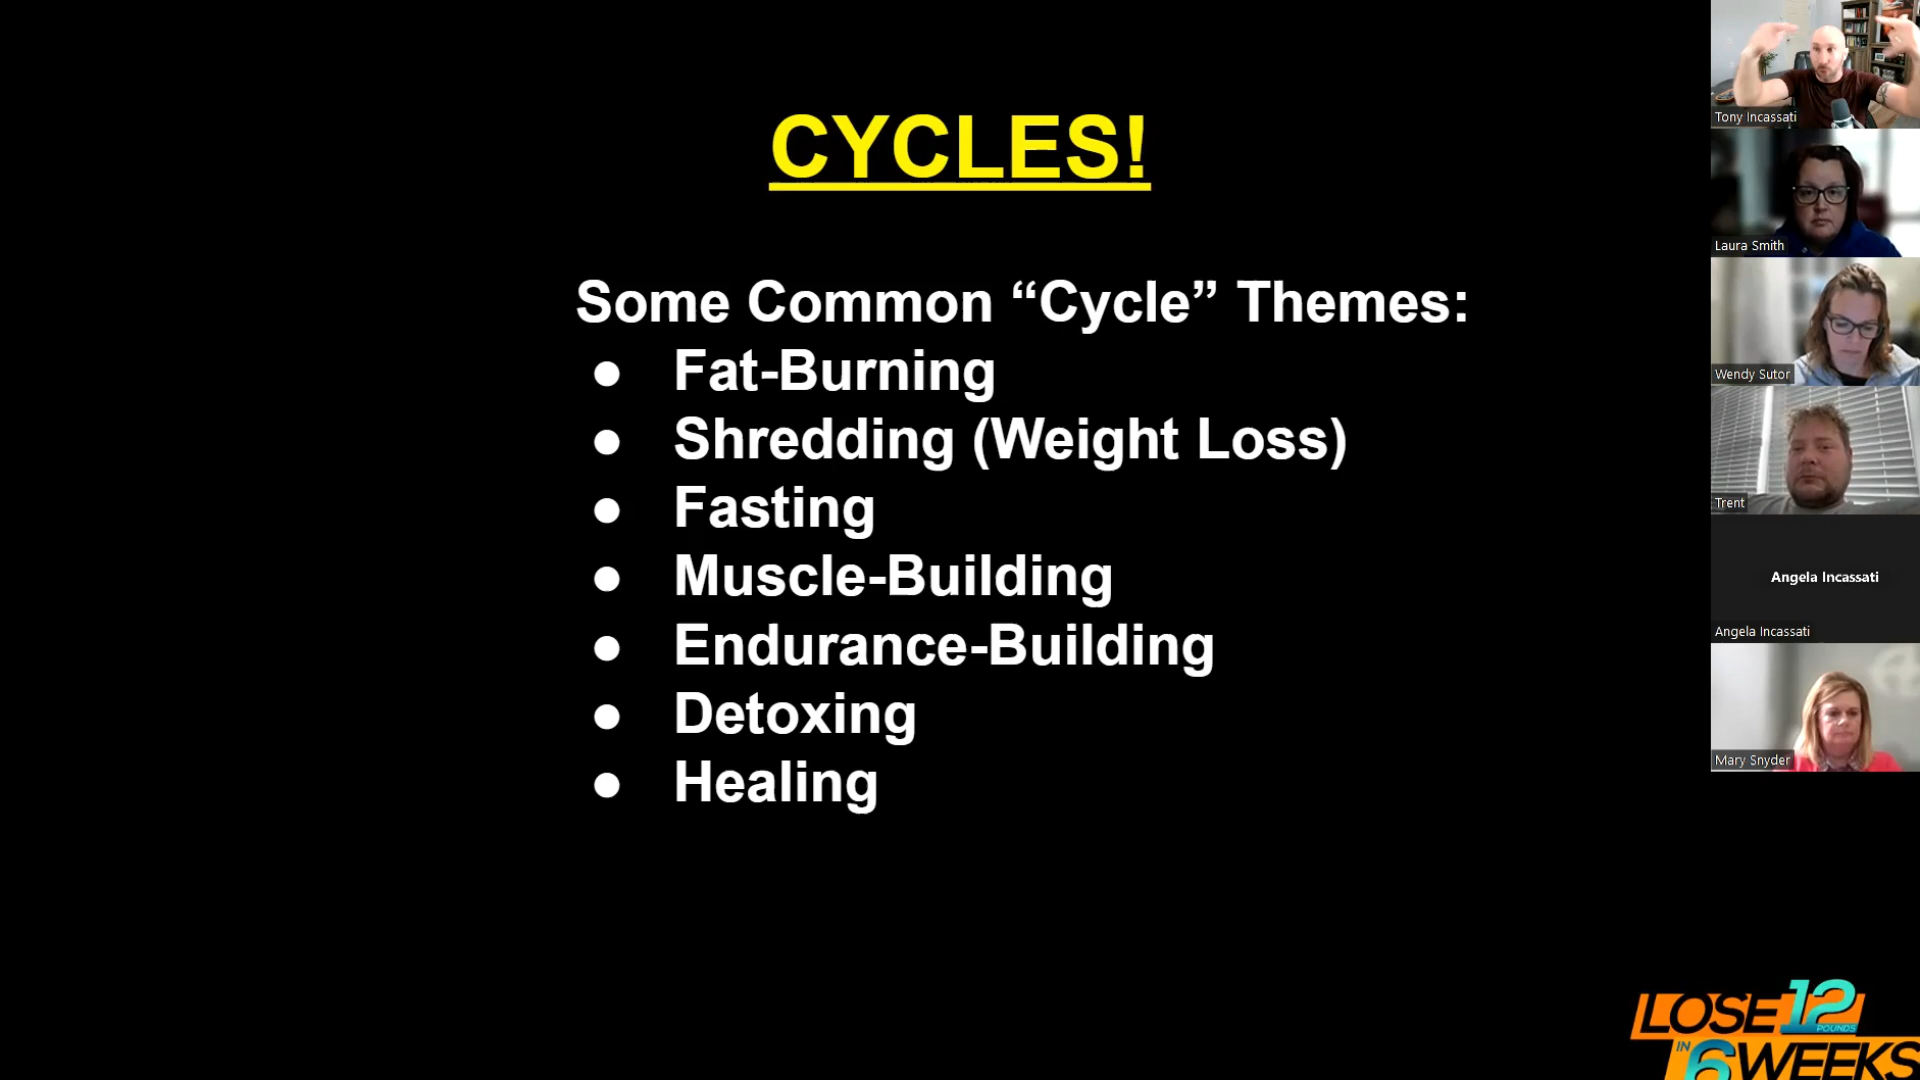 CYCLES!
Some Common “Cycle” Themes:
● Fat-Burning
● Shredding (Weight Loss)
● Fasting
● Muscle-Building
● Endurance-Building
● Detoxing
● Healing
Tony Incassati
Laura Smith
Wendy Sutor
Trent
Angela Incassati
Angela Incassati
Mary Snyder
LOSE 12
POUNDS
IN 6 WEEKS